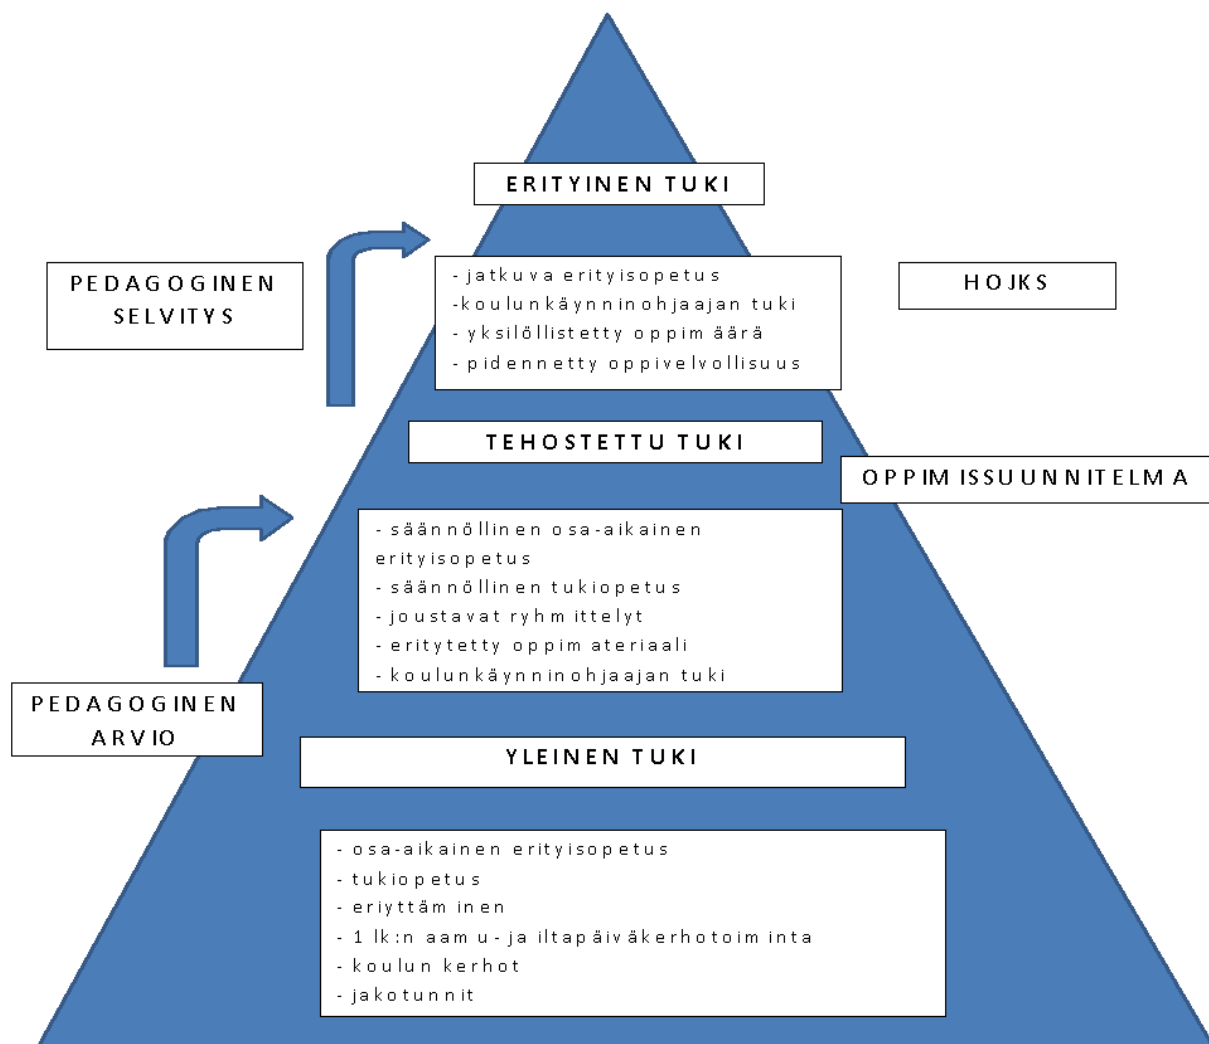 ERITYINEN TUKI
PEDAGOGINEN
SELVITYS
- jatkuva erityisopetus
-koulunkäynninohjaajan tuki
- yksilöllistetty oppimäärä
- pidennetty oppivelvollisuus
HOJKS
TEHOSTETTU TUKI
OPPIMISSUUNNITELMA
- säännöllinen osa-aikainen
erityisopetus
- säännöllinen tukiopetus
- joustavat ryhmittelyt
- eritytetty oppimateriaali
- koulunkäynninohjaajan tuki
PEDAGOGINEN
ARVIO
YLEINEN TUKI
- osa-aikainen erityisopetus
- tukiopetus
- eriyttäminen
- 1 lk:n aamu- ja iltapäiväkerhotoiminta
- koulun kerhot
- jakotunnit